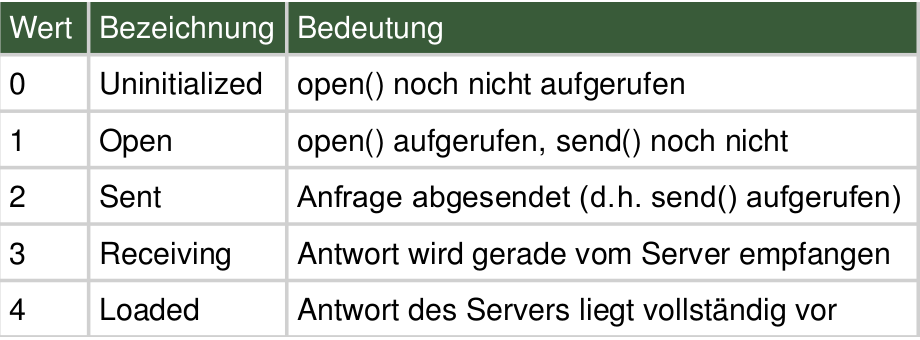 Wert Bezeichnung Bedeutung
0 Uninitialized open() noch nicht aufgerufen
1 Open open() aufgerufen, send() noch nicht
2 Sent Anfrage abgesendet (d.h. send() aufgerufen)
3 Receiving Antwort wird gerade vom Server empfangen
4 Loaded Antwort des Servers liegt vollständig vor